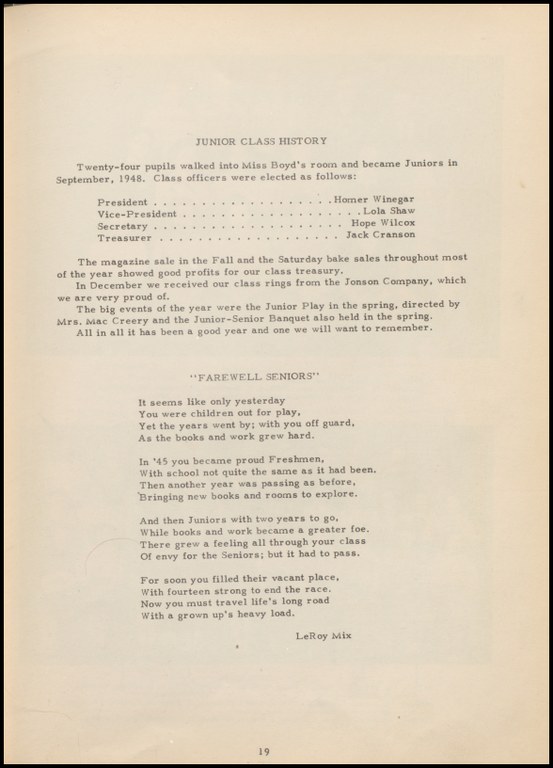 JUNIOR CLASS HISTORY
Twenty-four pupils walked into Miss Boyd's room and became Juniors in
September, 1948. Class officers were elected as follows:
President . . . . . . . . . . . . . . . . . . . Homer Winegar
Vice-President . . . . . . . . . . . . . . . . . . . Lola Shaw
Secretary . . . . . . . . . . . . . . . . . . . . Hope Wilcox
Treasurer . . . . . . . . . . . . . . . . . . . Jack Cranson
The magazine sale in the Fall and the Saturday bake sales throughout most
of the year showed good profits for our class treasury.
In December we received our class rings from the Jonson Company, which
we are very proud of.
The big events of the year were the Junior Play in the spring, directed by
Mrs. Mac Creery and the Junior-Senior Banquet also held in the spring.
All in all it has been a good year and one we will want to remember.
"FAREWELL SENIORS"
It seems like only yesterday
You were children out for play,
Yet the years went by; with you off guard,
As the books and work grew hard.
In '45 you became proud Freshmen,
With school not quite the same as it had been.
Then another year was passing as before,
Bringing new books and rooms to explore.
And then Juniors with two years to go,
While books and work became a greater foe.
There grew a feeling all through your class
Of envy for the Seniors; but it had to pass.
For soon you filled their vacant place,
With fourteen strong to end the race.
Now you must travel life's long road
With a grown up's heavy load.
LeRoy Mix
19